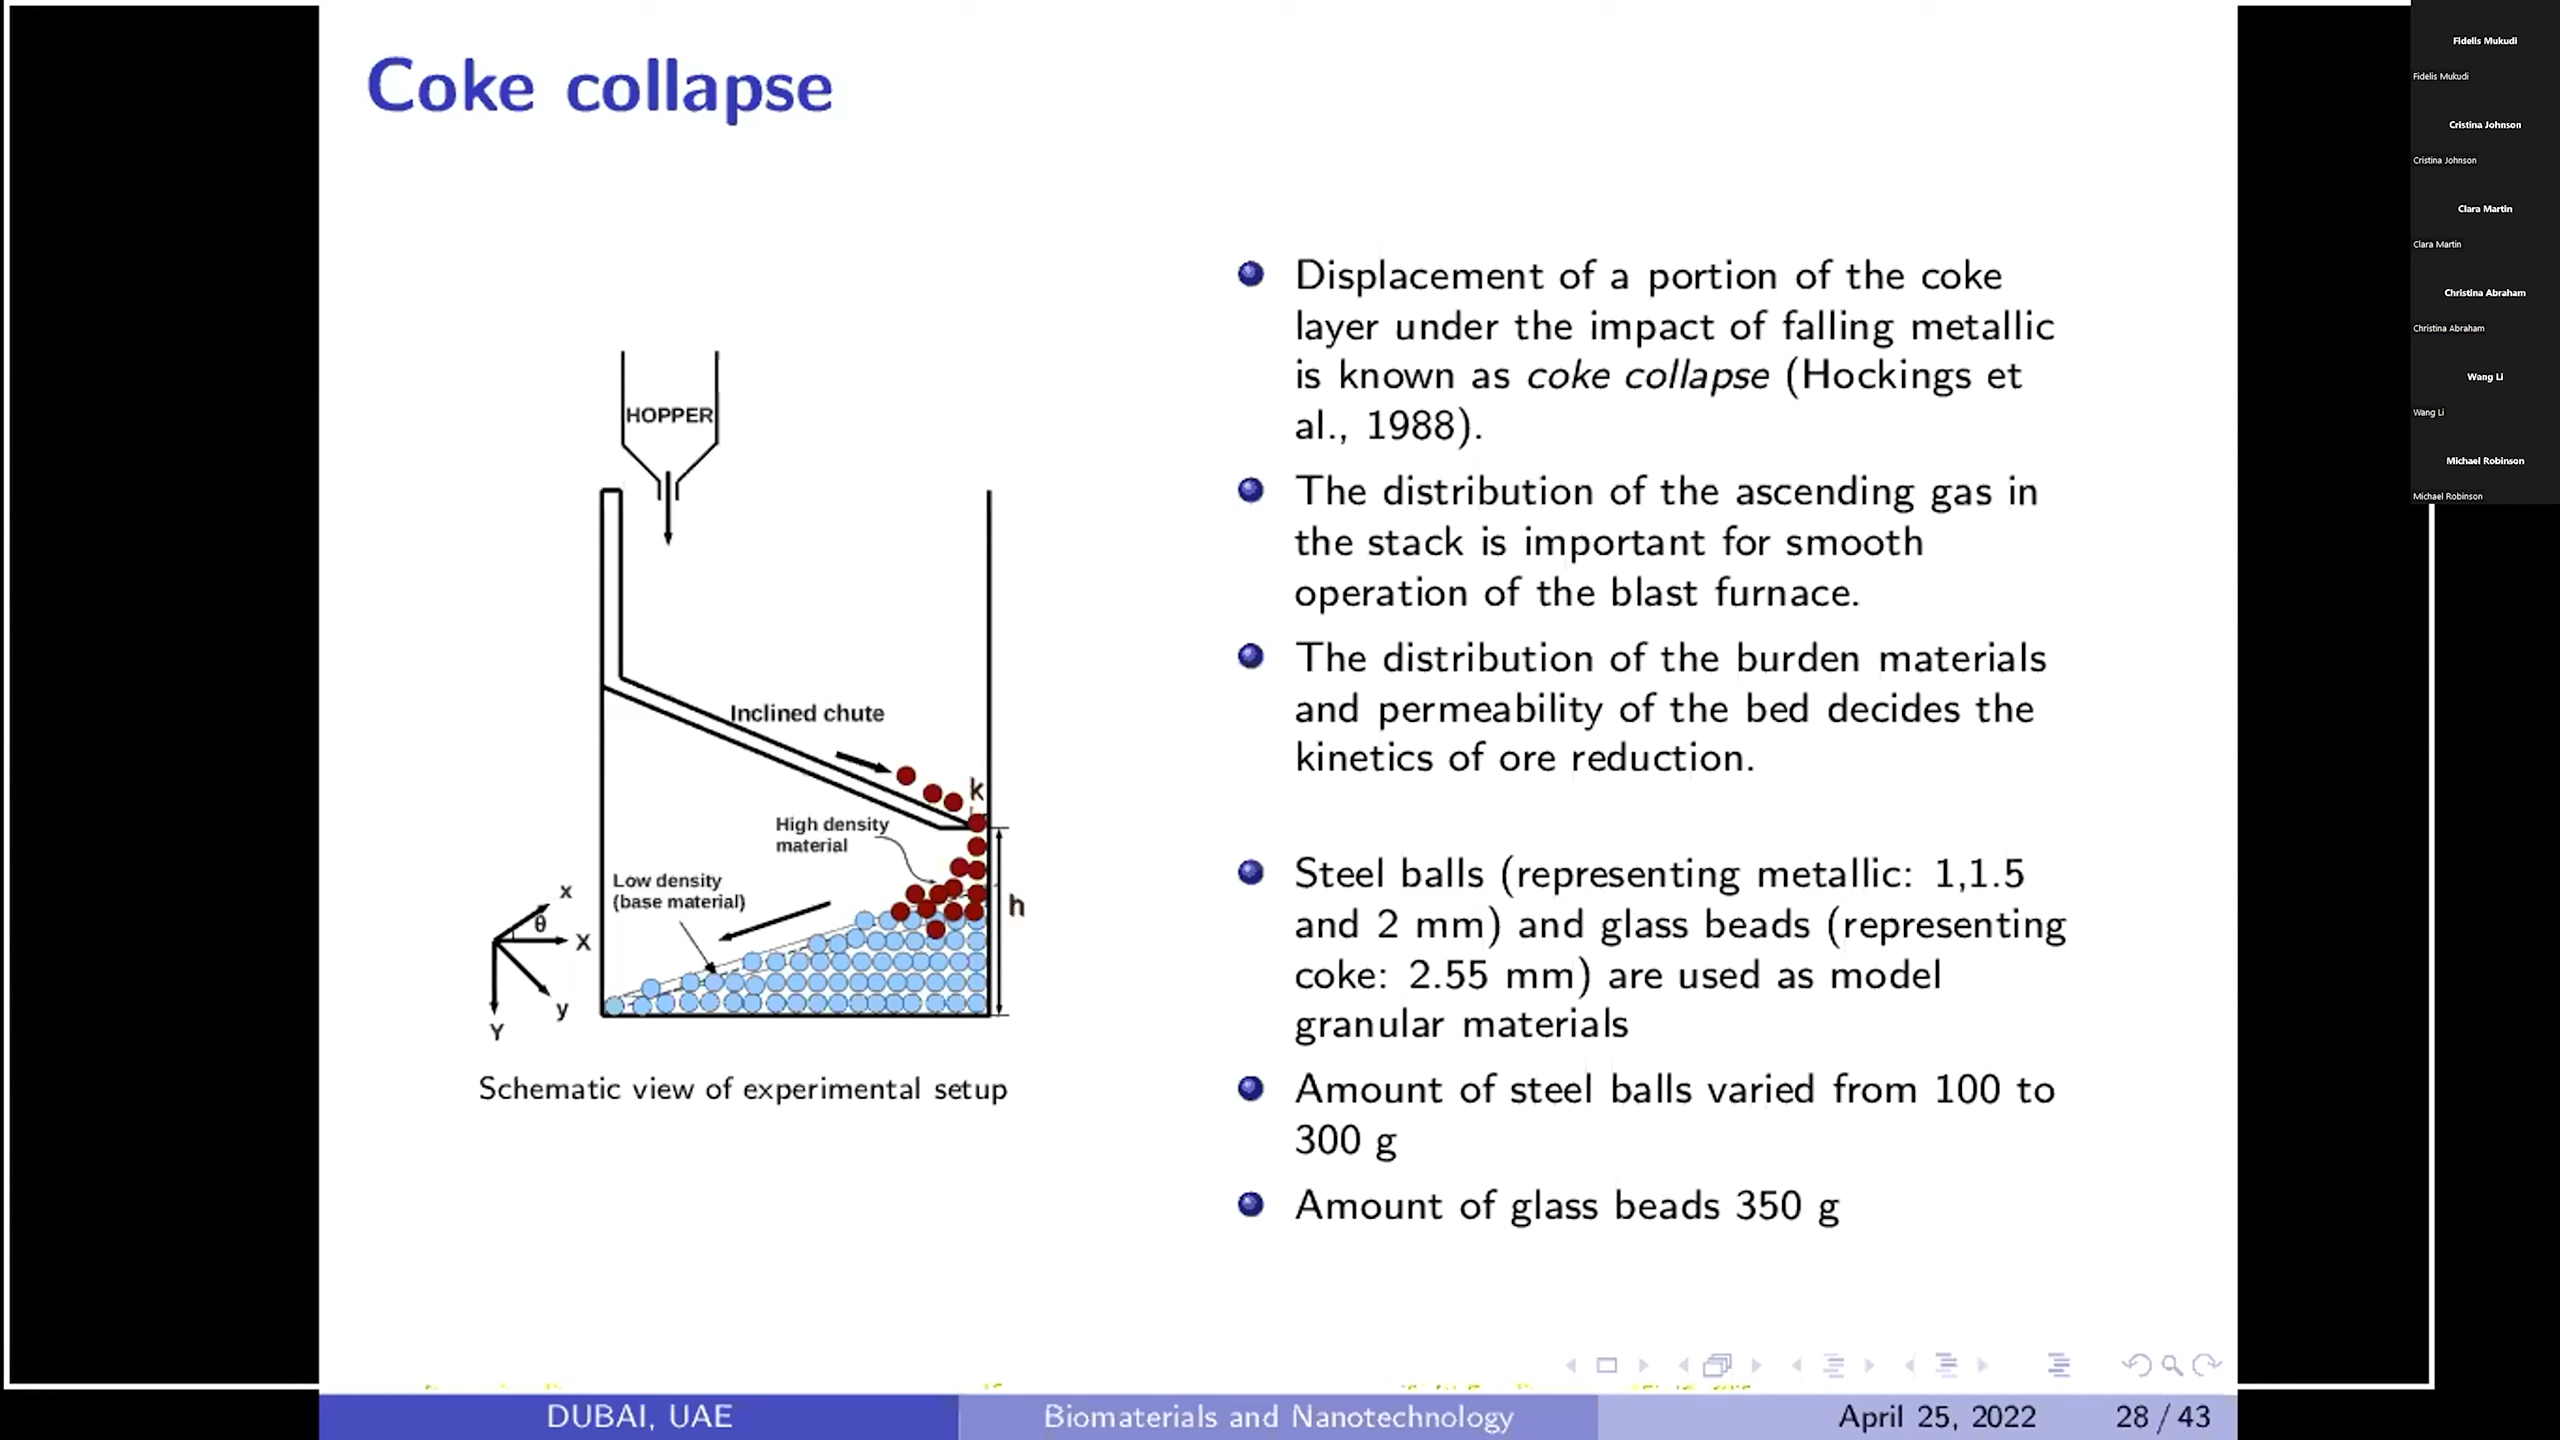 Coke collapse
HOPPER
Inclined chute
k
High density
material
Low density
(base material)
h
x
θ
X
y
Y
Schematic view of experimental setup
Displacement of a portion of the coke
layer under the impact of falling metallic
is known as coke collapse (Hockings et
al., 1988).
The distribution of the ascending gas in
the stack is important for smooth
operation of the blast furnace.
The distribution of the burden materials
and permeability of the bed decides the
kinetics of ore reduction.
Steel balls (representing metallic: 1,1.5
and 2 mm) and glass beads (representing
coke: 2.55 mm) are used as model
granular materials
Amount of steel balls varied from 100 to
300 g
Amount of glass beads 350 g
DUBAI, UAE
Biomaterials and Nanotechnology
April 25, 2022
28 / 43
Fidelis Mukudi
Fidelis Mukudi
Cristina Johnson
Cristina Johnson
Clara Martin
Clara Martin
Christina Abraham
Christina Abraham
Wang Li
Wang Li
Michael Robinson
Michael Robinson